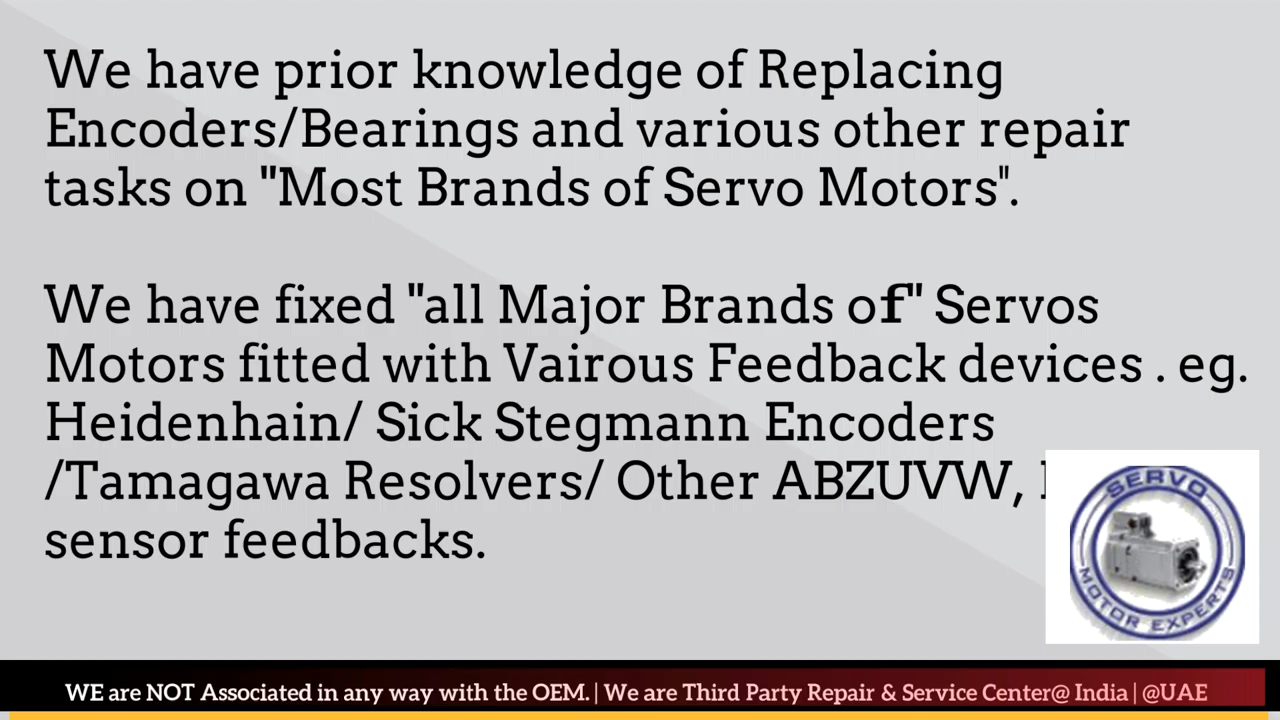 We have prior knowledge of Replacing
Encoders/Bearings and various other repair
tasks on "Most Brands of Servo Motors".
We have fixed "all Major Brands of" Servos
Motors fitted with Vairous Feedback devices . eg.
Heidenhain/ Sick Stegmann Encoders
/Tamagawa Resolvers/ Other ABZUVW,
sensor feedbacks.
SERVO
MOTOR EXPERTS
WE are NOT Associated in any way with the OEM. | We are Third Party Repair & Service Center@ India | @UAE